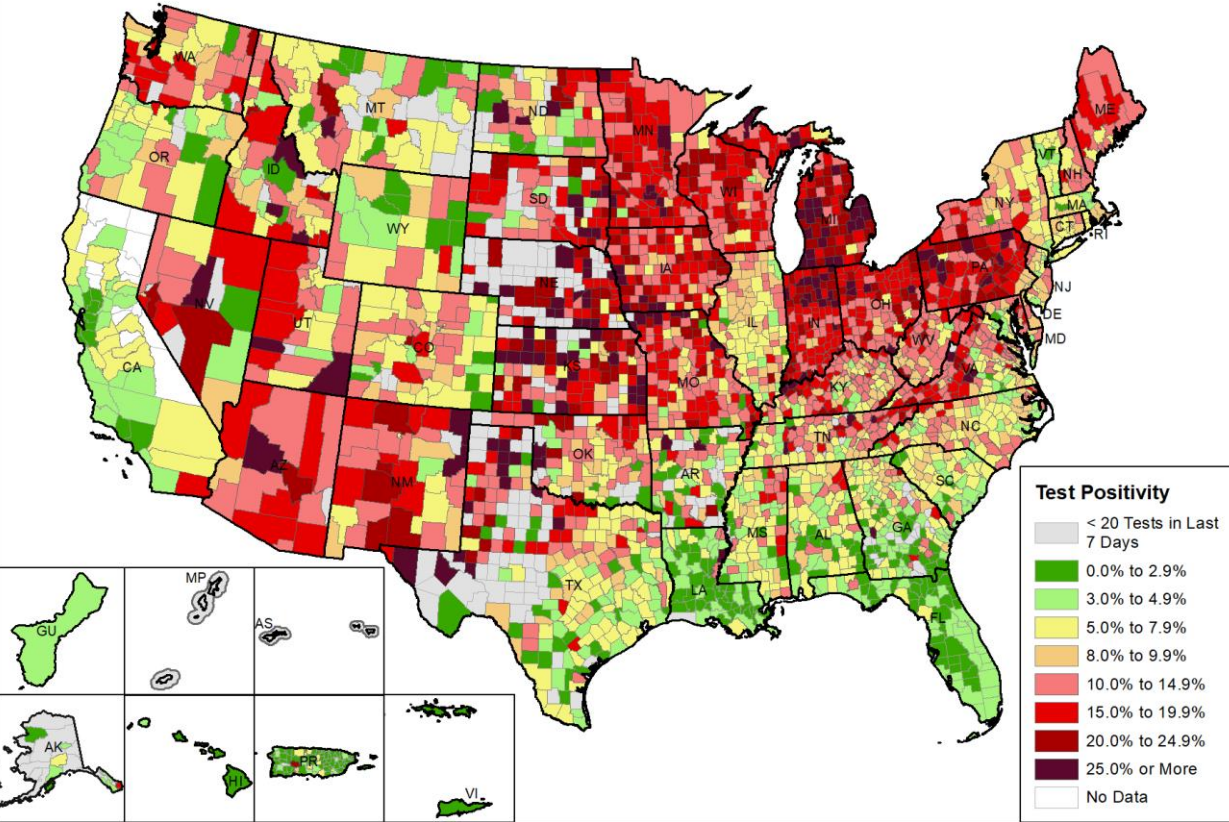 WA
MT
ND
MN
ME
OR
ID
SD
WI
MI
VT
NH
NY
MA
CT
RI
WY
IA
PA
NJ
NE
NV
UT
IL
IN
OH
DE
MD
CO
CA
KS
MO
WV
VA
KY
TN
NC
AZ
NM
OK
AR
SC
MS
AL
GA
TX
LA
FL
GU
MP
AS
AK
HI
PR
VI
Test Positivity
< 20 Tests in Last
7 Days
0.0% to 2.9%
3.0% to 4.9%
5.0% to 7.9%
8.0% to 9.9%
10.0% to 14.9%
15.0% to 19.9%
20.0% to 24.9%
25.0% or More
No Data